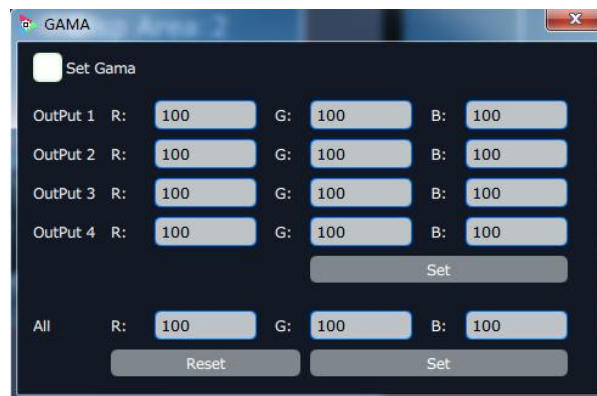 GAMA
Set Gama
OutPut 1 R: 100 G: 100 B: 100
OutPut 2 R: 100 G: 100 B: 100
OutPut 3 R: 100 G: 100 B: 100
OutPut 4 R: 100 G: 100 B: 100
Set
All R: 100 G: 100 B: 100
Reset Set